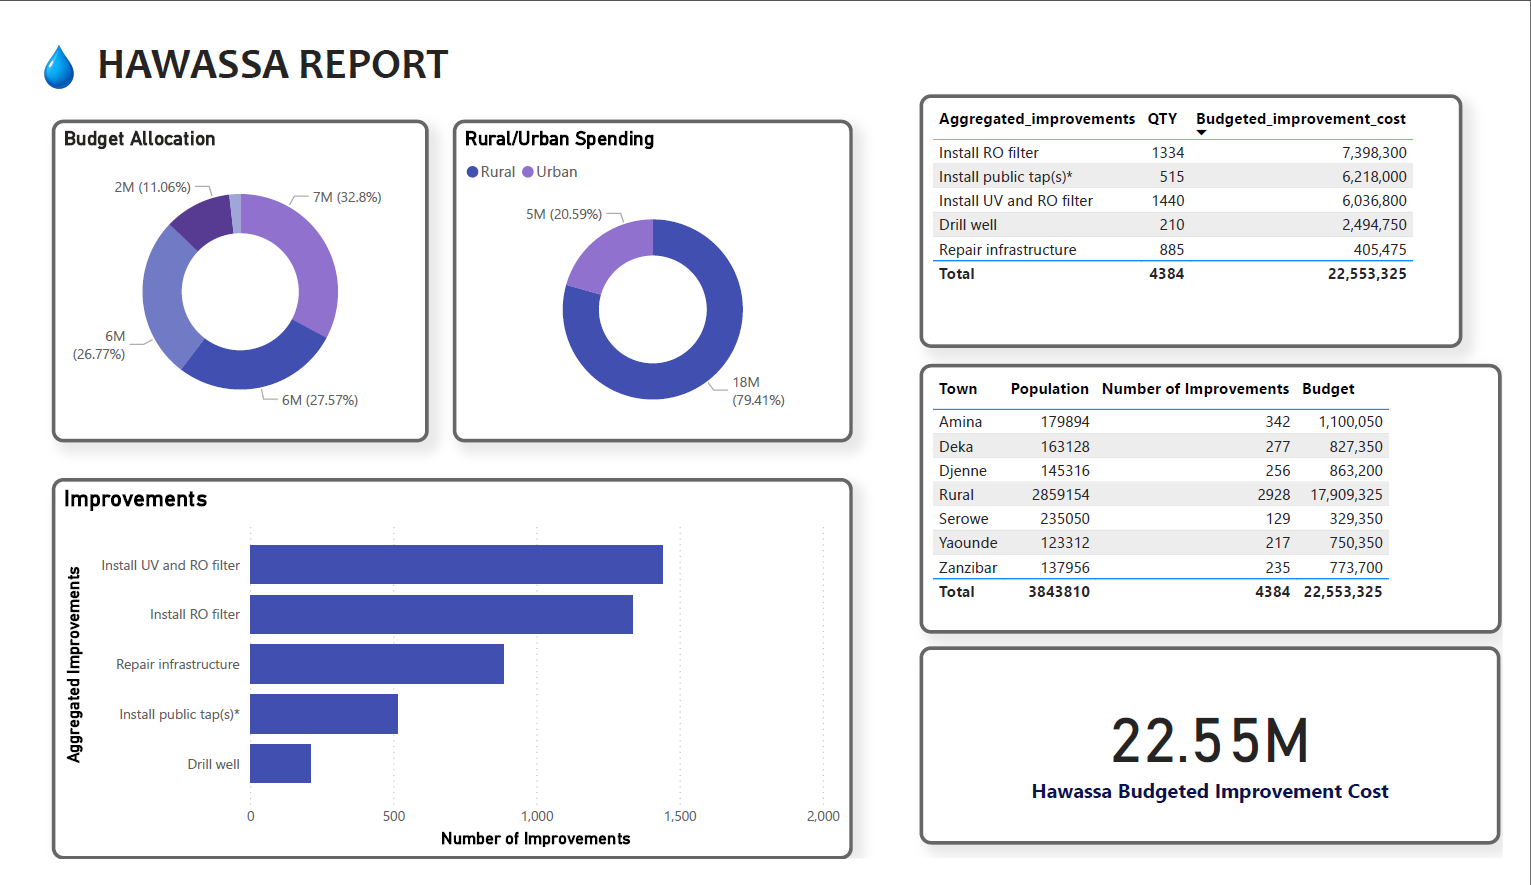 HAWASSA REPORT
Budget Allocation
2M (11.06%)
7M (32.8%)
6M
(26.77%)
6M (27.57%)
Rural/Urban Spending
Rural Urban
5M (20.59%)
18M
(79.41%)
Improvements
Aggregated Improvements
Install UV and RO filter
Install RO filter
Repair infrastructure
Install public tap(s)*
Drill well
0 500 1,000 1,500 2,000
Number of Improvements
Aggregated_improvements QTY Budgeted_improvement_cost
Install RO filter 1334 7,398,300
Install public tap(s)* 515 6,218,000
Install UV and RO filter 1440 6,036,800
Drill well 210 2,494,750
Repair infrastructure 885 405,475
Total 4384 22,553,325
Town Population Number of Improvements Budget
Amina 179894 342 1,100,050
Deka 163128 277 827,350
Djenne 145316 256 863,200
Rural 2859154 2928 17,909,325
Serowe 235050 129 329,350
Yaounde 123312 217 750,350
Zanzibar 137956 235 773,700
Total 3843810 4384 22,553,325
22.55M
Hawassa Budgeted Improvement Cost